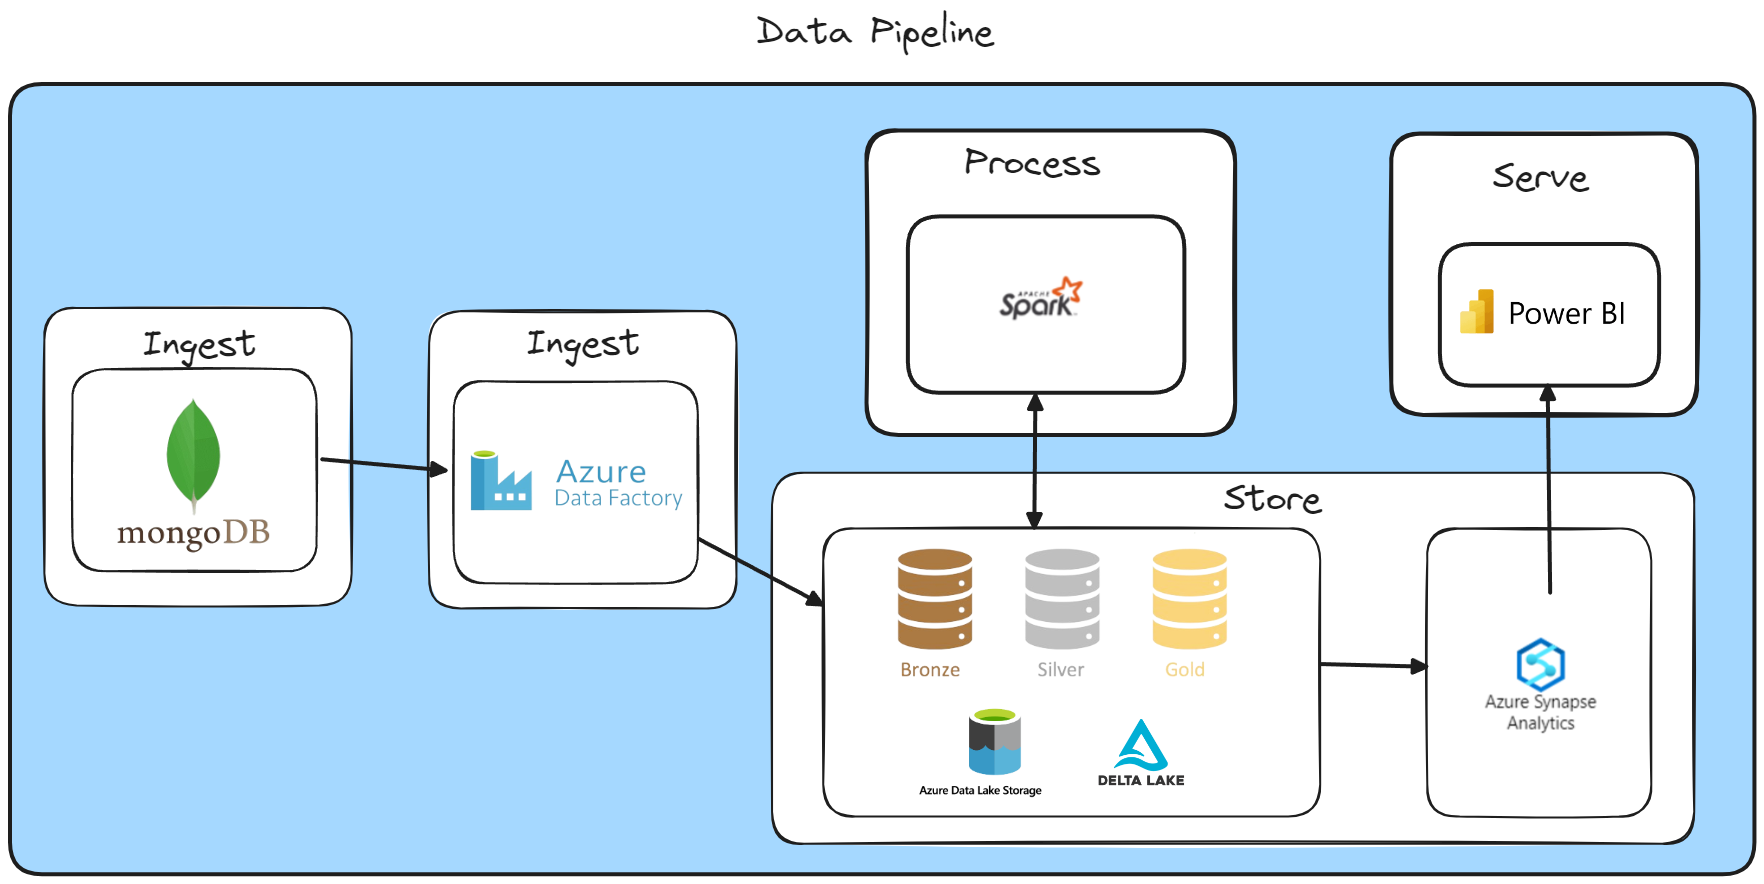 Data Pipeline
Process
Serve
APACHE
Spark
Power BI
Ingest
Ingest
mongoDB
Azure
Data Factory
Store
Bronze
Silver
Gold
Azure Data Lake Storage
DELTA LAKE
Azure Synapse
Analytics